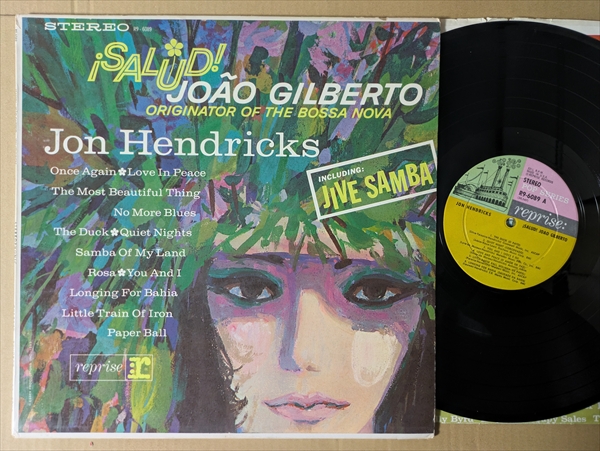 STEREO R9-6089
¡SALUD!
JOÃO GILBERTO
ORIGINATOR OF THE BOSSA NOVA
Jon Hendricks
INCLUDING:
JIVE SAMBA
Once Again Love In Peace
The Most Beautiful Thing
No More Blues
The Duck Quiet Nights
Samba Of My Land
Rosa You And I
Longing For Bahia
Little Train Of Iron
Paper Ball
reprise r
STEREO
R9-6089 A
reprise:
JON HENDRICKS
¡SALUD! JOÃO GILBERTO
Byrd
Sales